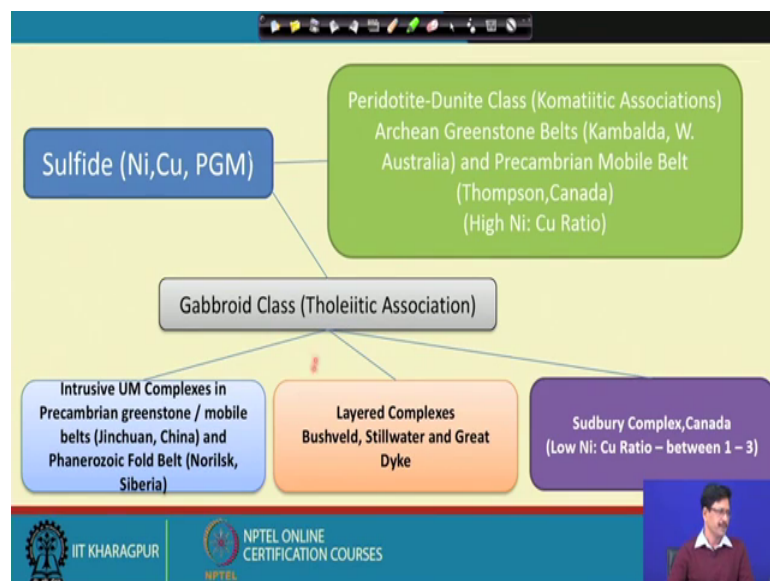 Peridotite-Dunite Class (Komatiitic Associations)
Archean Greenstone Belts (Kambalda, W.
Australia) and Precambrian Mobile Belt
(Thompson,Canada)
(High Ni: Cu Ratio)
Sulfide (Ni,Cu, PGM)
Gabbroid Class (Tholeiitic Association)
Intrusive UM Complexes in
Precambrian greenstone / mobile
belts (Jinchuan, China) and
Phanerozoic Fold Belt (Norilsk,
Siberia)
Layered Complexes
Bushveld, Stillwater and Great
Dyke
Sudbury Complex,Canada
(Low Ni: Cu Ratio – between 1 – 3)
IIT KHARAGPUR
NPTEL
NPTEL ONLINE
CERTIFICATION COURSES